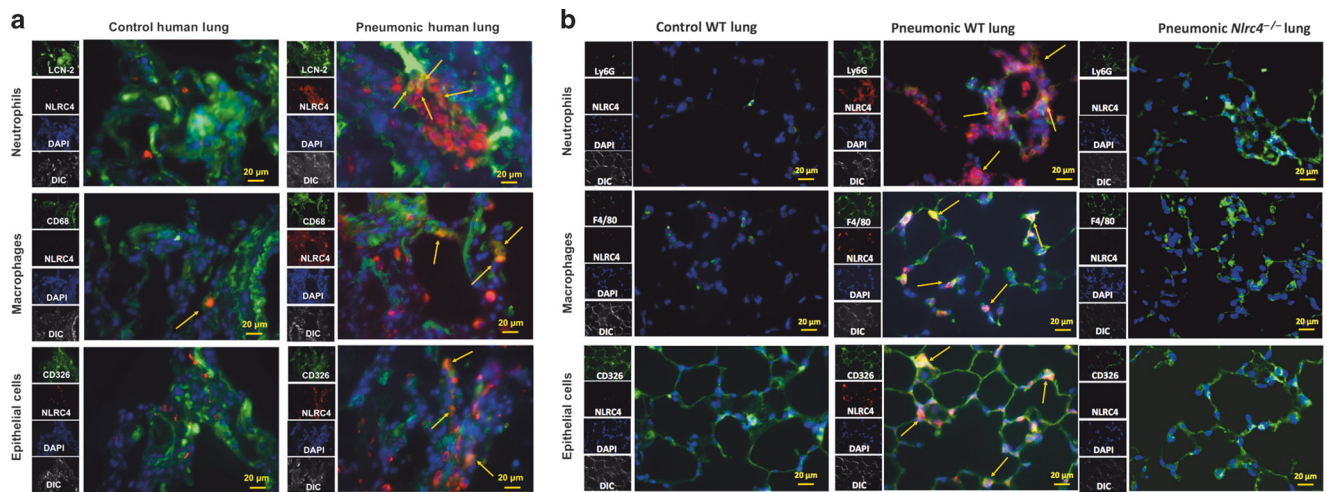 a
Control human lung
Pneumonic human lung
Neutrophils
LCN-2
NLRC4
DAPI
DIC
20 µm
LCN-2
NLRC4
DAPI
DIC
20 µm
Macrophages
CD68
NLRC4
DAPI
DIC
20 µm
CD68
NLRC4
DAPI
DIC
20 µm
Epithelial cells
CD326
NLRC4
DAPI
DIC
20 µm
CD326
NLRC4
DAPI
DIC
20 µm
b
Control WT lung
Pneumonic WT lung
Pneumonic Nlrc4–/– lung
Neutrophils
Ly6G
NLRC4
DAPI
DIC
20 µm
Ly6G
NLRC4
DAPI
DIC
20 µm
Ly6G
NLRC4
DAPI
DIC
20 µm
Macrophages
F4/80
NLRC4
DAPI
DIC
20 µm
F4/80
NLRC4
DAPI
DIC
20 µm
F4/80
NLRC4
DAPI
DIC
20 µm
Epithelial cells
CD326
NLRC4
DAPI
DIC
20 µm
CD326
NLRC4
DAPI
DIC
20 µm
CD326
NLRC4
DAPI
DIC
20 µm